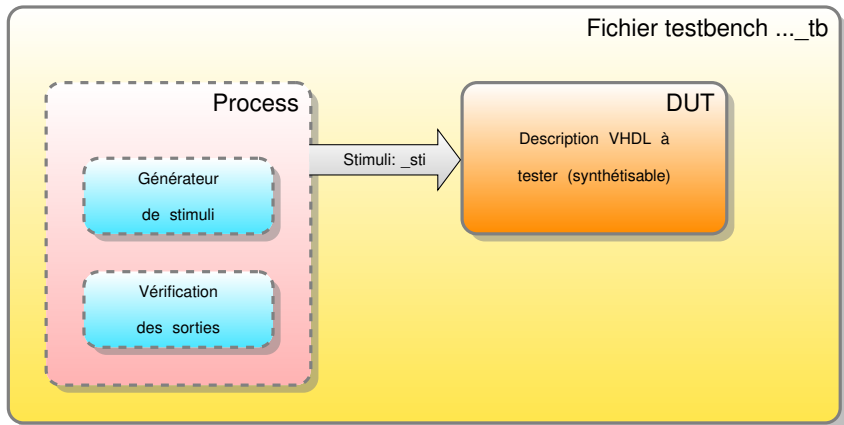 Fichier testbench ..._tb
Process
DUT
Description VHDL à
tester (synthétisable)
Stimuli: _sti
Générateur
de stimuli
Vérification
des sorties